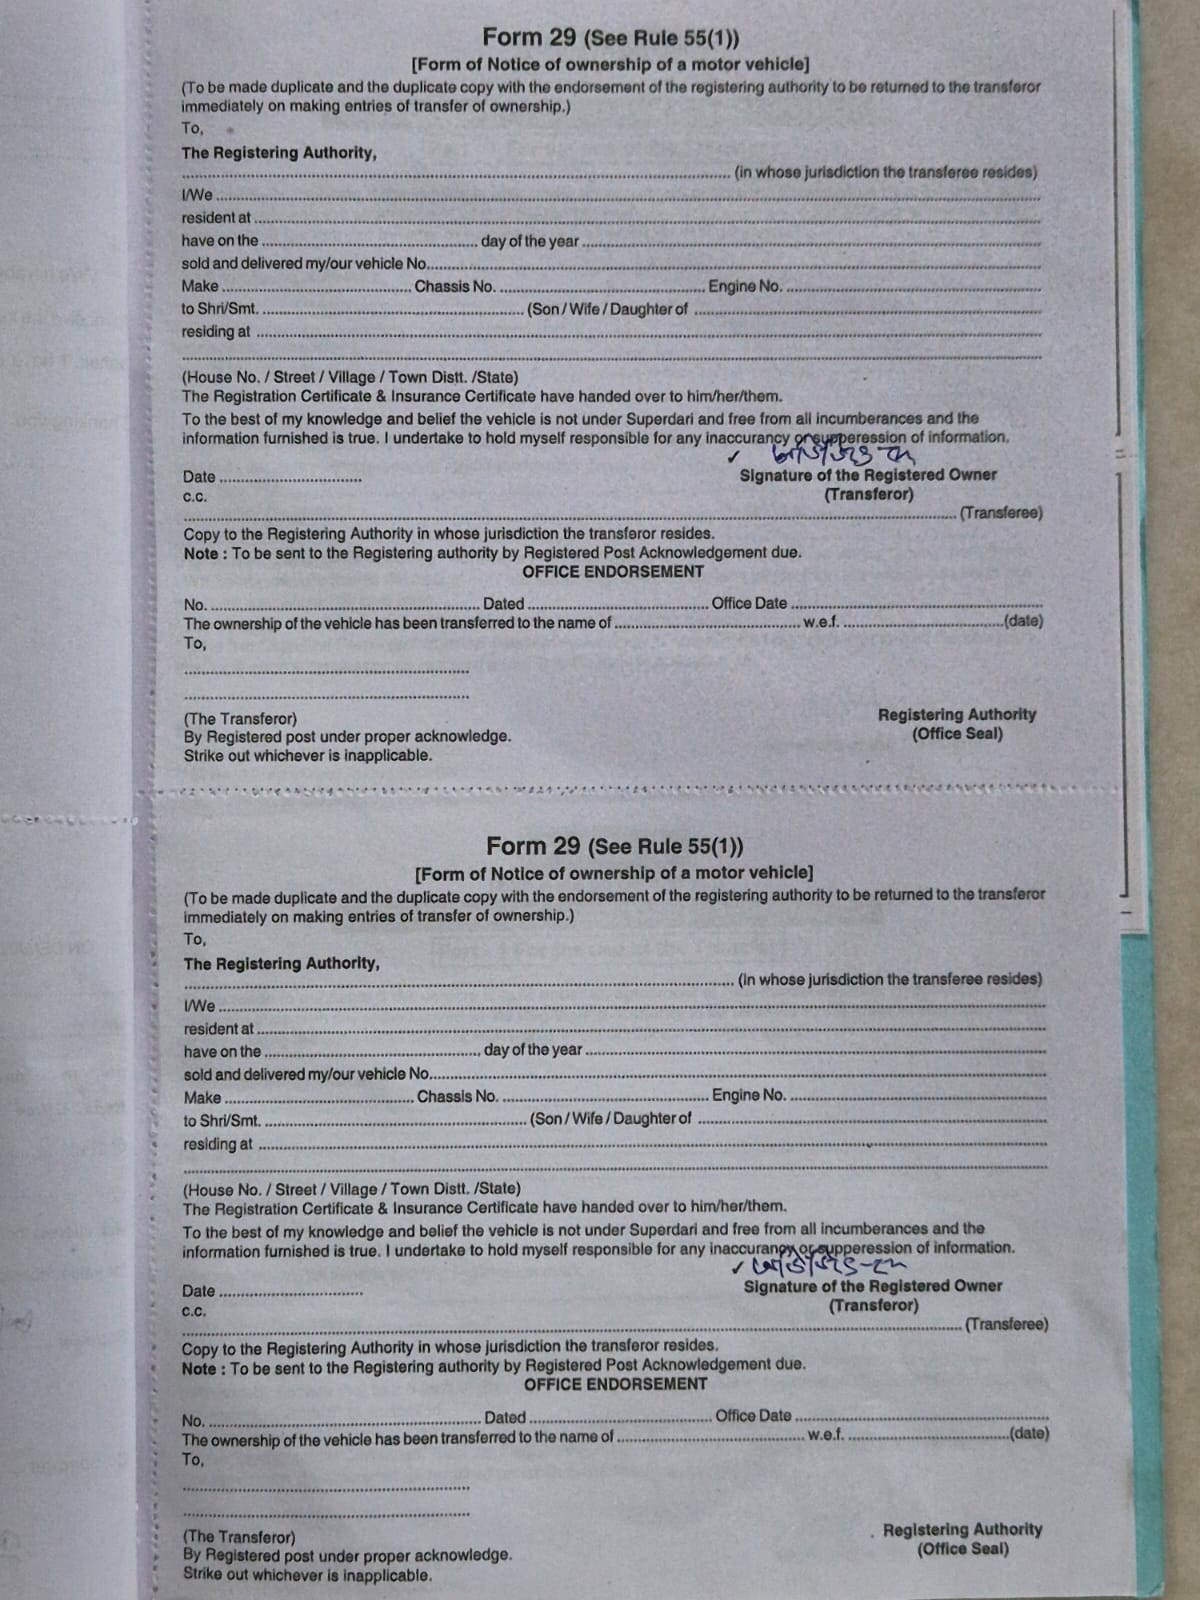 Form 29 (See Rule 55(1))
[Form of Notice of ownership of a motor vehicle]
(To be made duplicate and the duplicate copy with the endorsement of the registering authority to be returned to the transferor
immediately on making entries of transfer of ownership.)
To,
The Registering Authority,
(in whose jurisdiction the transferee resides)
I/We
resident at
have on the day of the year
sold and delivered my/our vehicle No.
Make Chassis No. Engine No.
to Shri/Smt. (Son / Wife / Daughter of
residing at
(House No. / Street / Village / Town Distt. /State)
The Registration Certificate & Insurance Certificate have handed over to him/her/them.
To the best of my knowledge and belief the vehicle is not under Superdari and free from all incumberances and the
information furnished is true. I undertake to hold myself responsible for any inaccurancy or supperession of information.
Date
Signature of the Registered Owner
c.c.
(Transferor)
(Transferee)
Copy to the Registering Authority in whose jurisdiction the transferor resides.
Note : To be sent to the Registering authority by Registered Post Acknowledgement due.
OFFICE ENDORSEMENT
No. Dated Office Date
The ownership of the vehicle has been transferred to the name of w.e.f. (date)
To,
(The Transferor)
Registering Authority
By Registered post under proper acknowledge.
(Office Seal)
Strike out whichever is inapplicable.
Form 29 (See Rule 55(1))
[Form of Notice of ownership of a motor vehicle]
(To be made duplicate and the duplicate copy with the endorsement of the registering authority to be returned to the transferor
immediately on making entries of transfer of ownership.)
To,
The Registering Authority,
(in whose jurisdiction the transferee resides)
I/We
resident at
have on the day of the year
sold and delivered my/our vehicle No.
Make Chassis No. Engine No.
to Shri/Smt. (Son / Wife / Daughter of
residing at
(House No. / Street / Village / Town Distt. /State)
The Registration Certificate & Insurance Certificate have handed over to him/her/them.
To the best of my knowledge and belief the vehicle is not under Superdari and free from all incumberances and the
information furnished is true. I undertake to hold myself responsible for any inaccurancy or supperession of information.
Date
Signature of the Registered Owner
c.c.
(Transferor)
(Transferee)
Copy to the Registering Authority in whose jurisdiction the transferor resides.
Note : To be sent to the Registering authority by Registered Post Acknowledgement due.
OFFICE ENDORSEMENT
No. Dated Office Date
The ownership of the vehicle has been transferred to the name of w.e.f. (date)
To,
(The Transferor)
Registering Authority
By Registered post under proper acknowledge.
(Office Seal)
Strike out whichever is inapplicable.